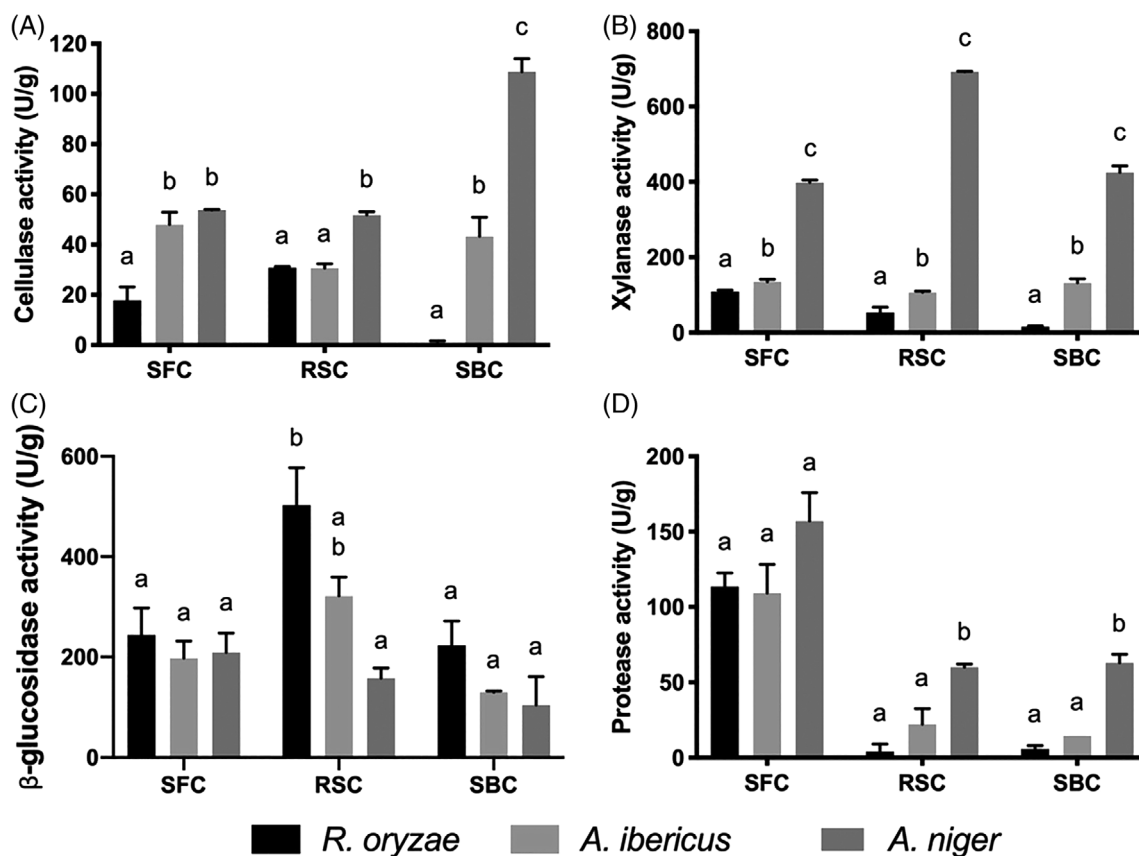 (A)
Cellulase activity (U/g)
120
100
80
60
40
20
0
a
b
b
a
a
b
a
b
c
SFC
RSC
SBC
(B)
Xylanase activity (U/g)
800
600
400
200
0
a
b
c
a
b
c
a
b
c
SFC
RSC
SBC
(C)
β-glucosidase activity (U/g)
600
400
200
0
a
a
a
b
a
b
a
a
a
a
SFC
RSC
SBC
(D)
Protease activity (U/g)
200
150
100
50
0
a
a
a
a
a
b
a
a
b
SFC
RSC
SBC
R. oryzae
A. ibericus
A. niger